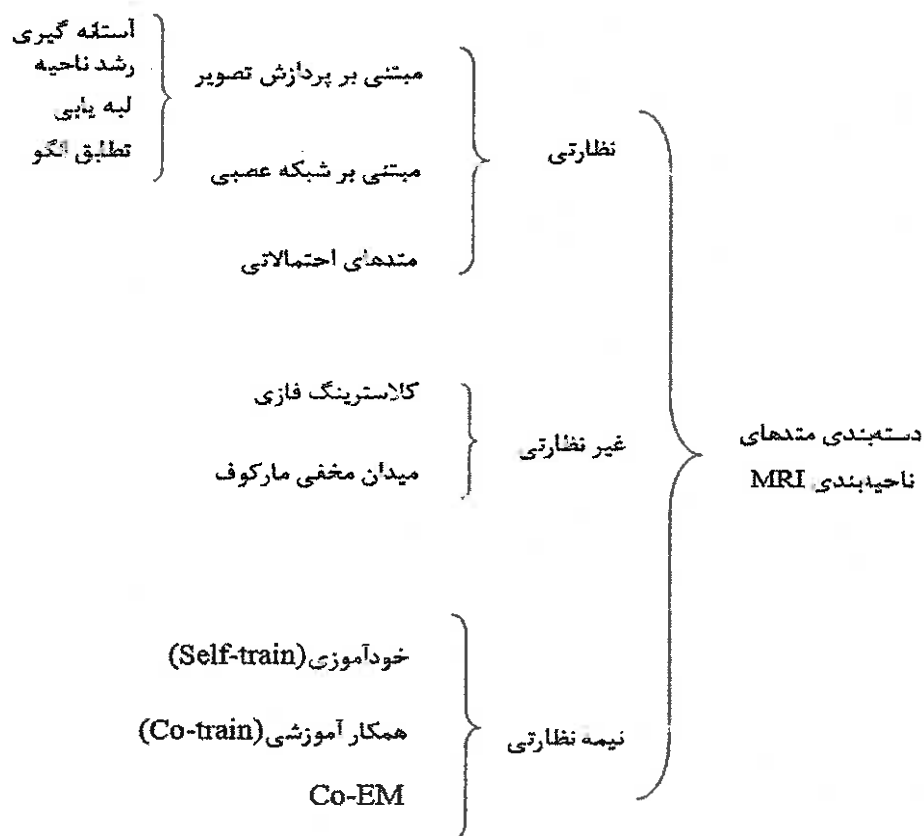 دسته‌بندی متدهای
ناحیه‌بندی MRI
نظارتی
مبتنی بر پردازش تصویر
آستانه گیری
رشد ناحیه
لبه یابی
تطابق الگو
مبتنی بر شبکه عصبی
متدهای احتمالاتی
غیر نظارتی
کلاسترینگ فازی
میدان مخفی مارکوف
نیمه نظارتی
خودآموزی(Self-train)
همکار آموزشی(Co-train)
Co-EM